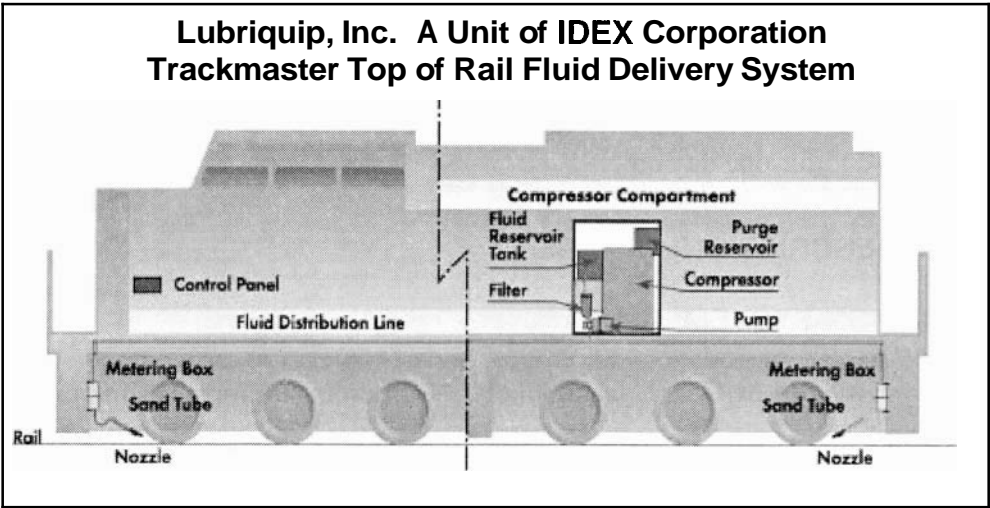 Lubriquip, Inc. A Unit of IDEX Corporation
Trackmaster Top of Rail Fluid Delivery System
Compressor Compartment
Fluid
Reservoir
Tank
Purge
Reservoir
Control Panel
Filter
Compressor
Fluid Distribution Line
Pump
Metering Box
Metering Box
Sand Tube
Sand Tube
Rail
Nozzle
Nozzle